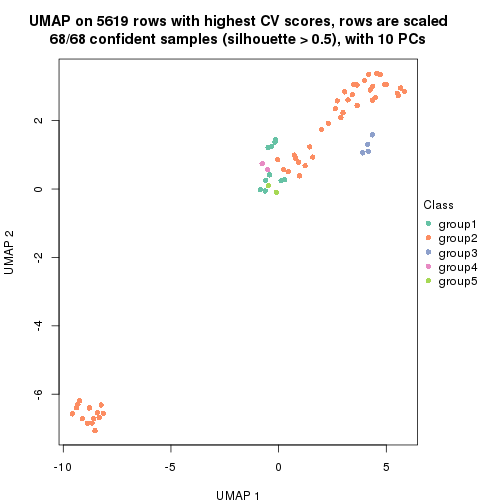 UMAP on 5619 rows with highest CV scores, rows are scaled
68/68 confident samples (silhouette > 0.5), with 10 PCs
UMAP 2
2
0
-2
-4
-6
-10
-5
0
5
UMAP 1
Class
group1
group2
group3
group4
group5